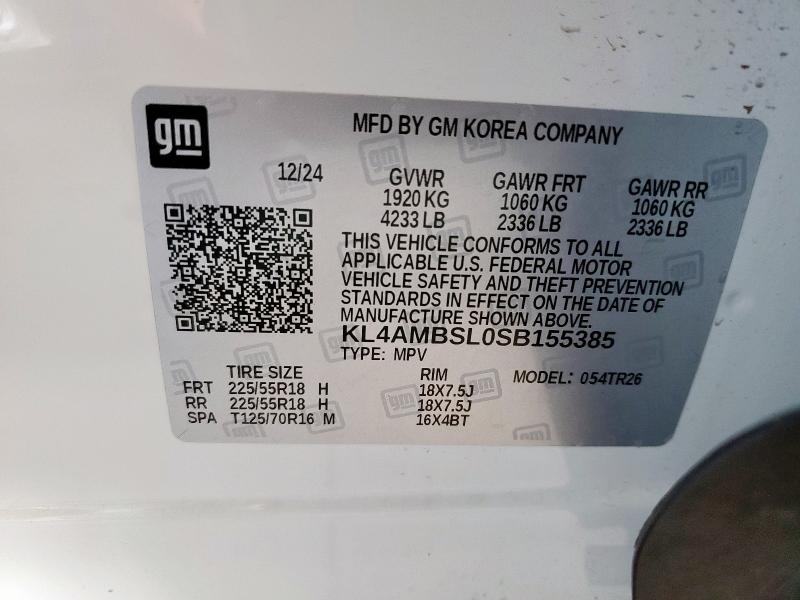 gm
MFD BY GM KOREA COMPANY
12/24
GVWR GAWR FRT GAWR RR
1920 KG 1060 KG 1060 KG
4233 LB 2336 LB 2336 LB
THIS VEHICLE CONFORMS TO ALL
APPLICABLE U.S. FEDERAL MOTOR
VEHICLE SAFETY AND THEFT PREVENTION
STANDARDS IN EFFECT ON THE DATE OF
MANUFACTURE SHOWN ABOVE.
KL4AMBSL0SB155385
TYPE: MPV
TIRE SIZE RIM MODEL: 054TR26
FRT 225/55R18 H 18X7.5J
RR 225/55R18 H 18X7.5J
SPA T125/70R16 M 16X4BT